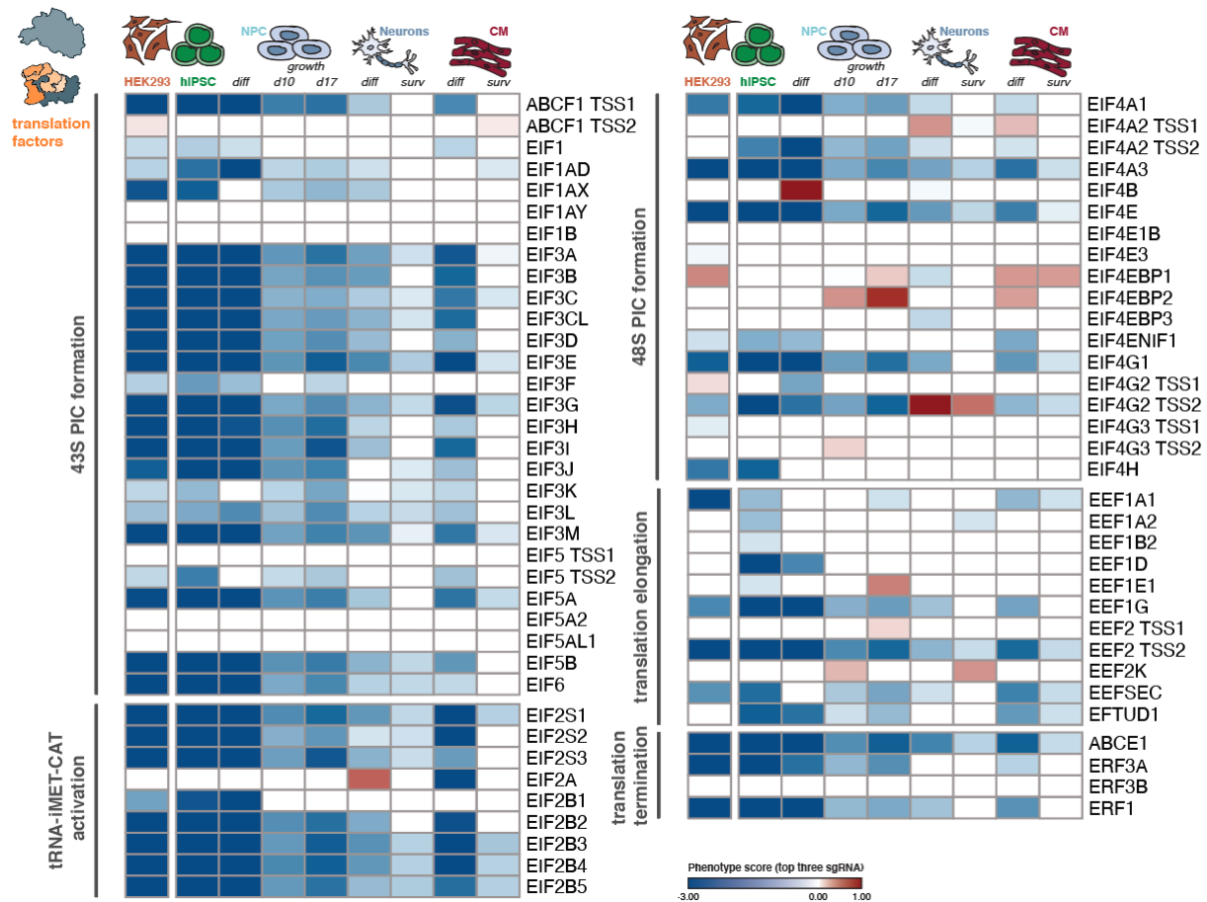 HEK293
hIPSC
diff
NPC
growth
d10
d17
Neurons
diff
surv
CM
diff
surv
translation
factors
43S PIC formation
ABCF1 TSS1
ABCF1 TSS2
EIF1
EIF1AD
EIF1AX
EIF1AY
EIF1B
EIF3A
EIF3B
EIF3C
EIF3CL
EIF3D
EIF3E
EIF3F
EIF3G
EIF3H
EIF3I
EIF3J
EIF3K
EIF3L
EIF3M
EIF5 TSS1
EIF5 TSS2
EIF5A
EIF5A2
EIF5AL1
EIF5B
EIF6
tRNA-iMET-CAT
activation
EIF2S1
EIF2S2
EIF2S3
EIF2A
EIF2B1
EIF2B2
EIF2B3
EIF2B4
EIF2B5
HEK293
hIPSC
diff
NPC
growth
d10
d17
Neurons
diff
surv
CM
diff
surv
48S PIC formation
EIF4A1
EIF4A2 TSS1
EIF4A2 TSS2
EIF4A3
EIF4B
EIF4E
EIF4E1B
EIF4E3
EIF4EBP1
EIF4EBP2
EIF4EBP3
EIF4ENIF1
EIF4G1
EIF4G2 TSS1
EIF4G2 TSS2
EIF4G3 TSS1
EIF4G3 TSS2
EIF4H
translation elongation
EEF1A1
EEF1A2
EEF1B2
EEF1D
EEF1E1
EEF1G
EEF2 TSS1
EEF2 TSS2
EEF2K
EEFSEC
EFTUD1
translation
termination
ABCE1
ERF3A
ERF3B
ERF1
Phenotype score (top three sgRNA)
-3.00 0.00 1.00